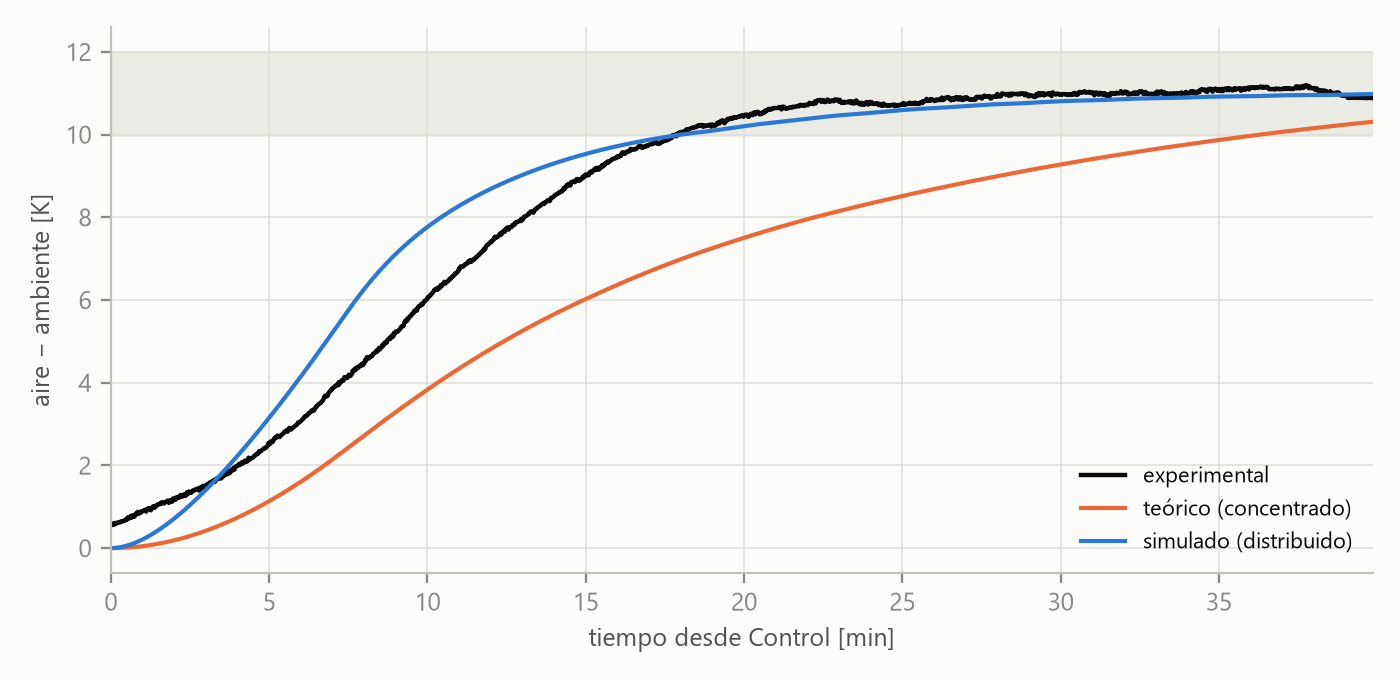 12
10
8
6
4
2
0
aire − ambiente [K]
experimental
teórico (concentrado)
simulado (distribuido)
0 5 10 15 20 25 30 35
tiempo desde Control [min]